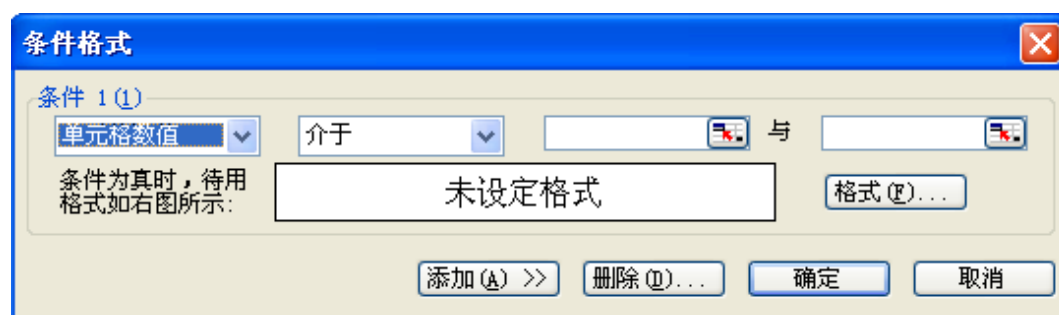 条件格式
条件 1(1)
单元格数值 介于 与
条件为真时，待用
格式如右图所示:
未设定格式
格式(F)...
添加(A) >> 删除(D)... 确定 取消